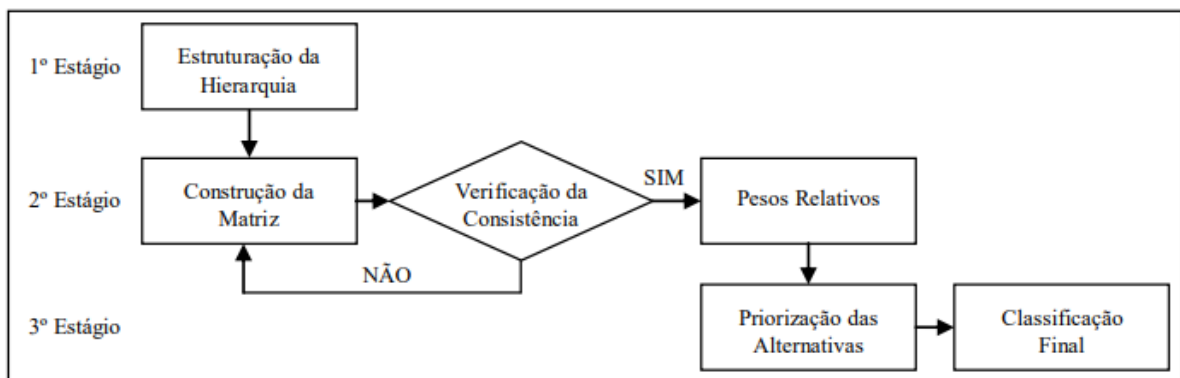 1º Estágio
Estruturação da
Hierarquia
2º Estágio
Construção da
Matriz
Verificação da
Consistência
SIM
Pesos Relativos
NÃO
3º Estágio
Priorização das
Alternativas
Classificação
Final